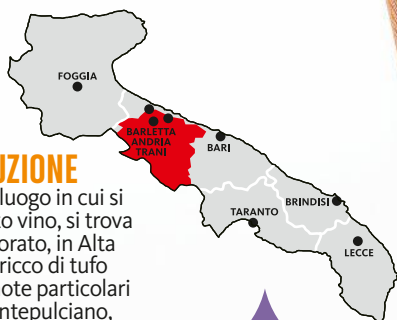 FOGGIA
BARLETTA
ANDRIA
TRANI
BARI
BRINDISI
TARANTO
LECCE
UZIONE
luogo in cui si
o vino, si trova
orato, in Alta
ricco di tufo
ote particolari
ntepulciano,